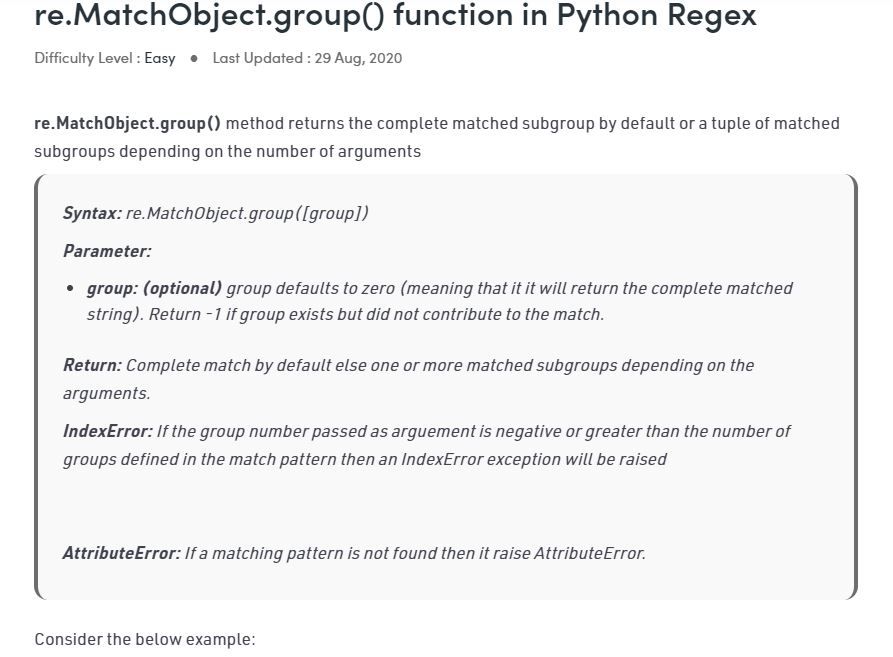 re.MatchObject.group() function in Python Regex
Difficulty Level : Easy ● Last Updated : 29 Aug, 2020
re.MatchObject.group() method returns the complete matched subgroup by default or a tuple of matched
subgroups depending on the number of arguments
Syntax: re.MatchObject.group([group])
Parameter:
• group: (optional) group defaults to zero (meaning that it it will return the complete matched
string). Return -1 if group exists but did not contribute to the match.
Return: Complete match by default else one or more matched subgroups depending on the
arguments.
IndexError: If the group number passed as arguement is negative or greater than the number of
groups defined in the match pattern then an IndexError exception will be raised
AttributeError: If a matching pattern is not found then it raise AttributeError.
Consider the below example: